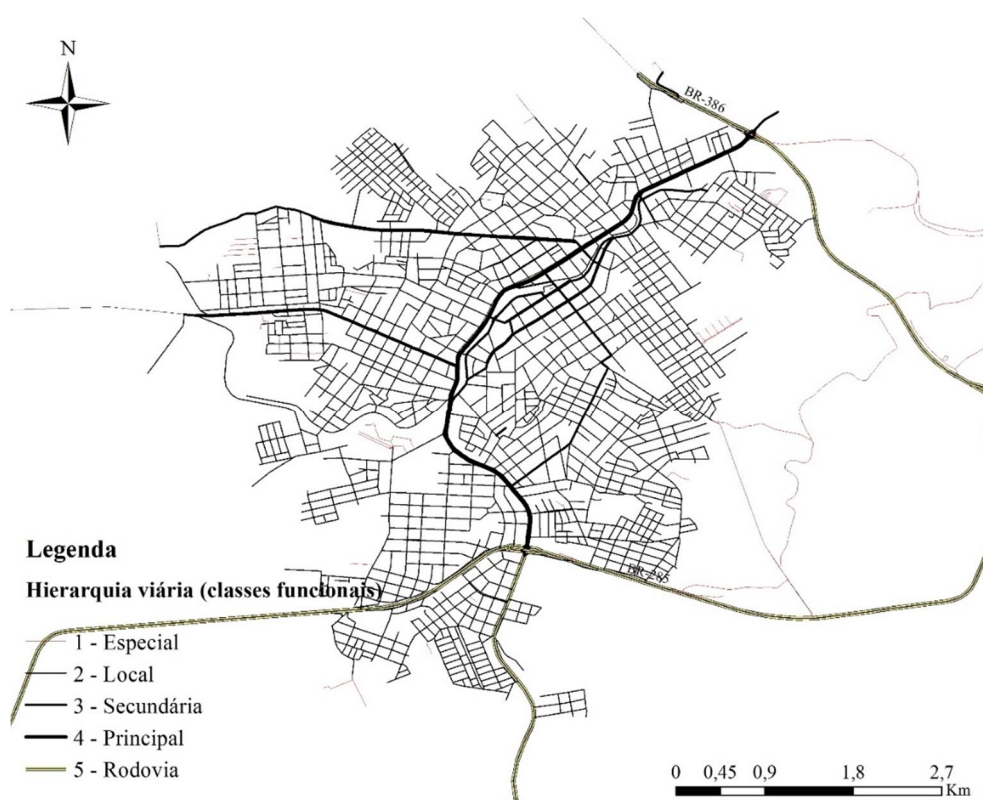 N
BR-386
BR-285
Legenda
Hierarquia viária (classes funcionais)
1 - Especial
2 - Local
3 - Secundária
4 - Principal
5 - Rodovia
0 0,45 0,9 1,8 2,7
Km